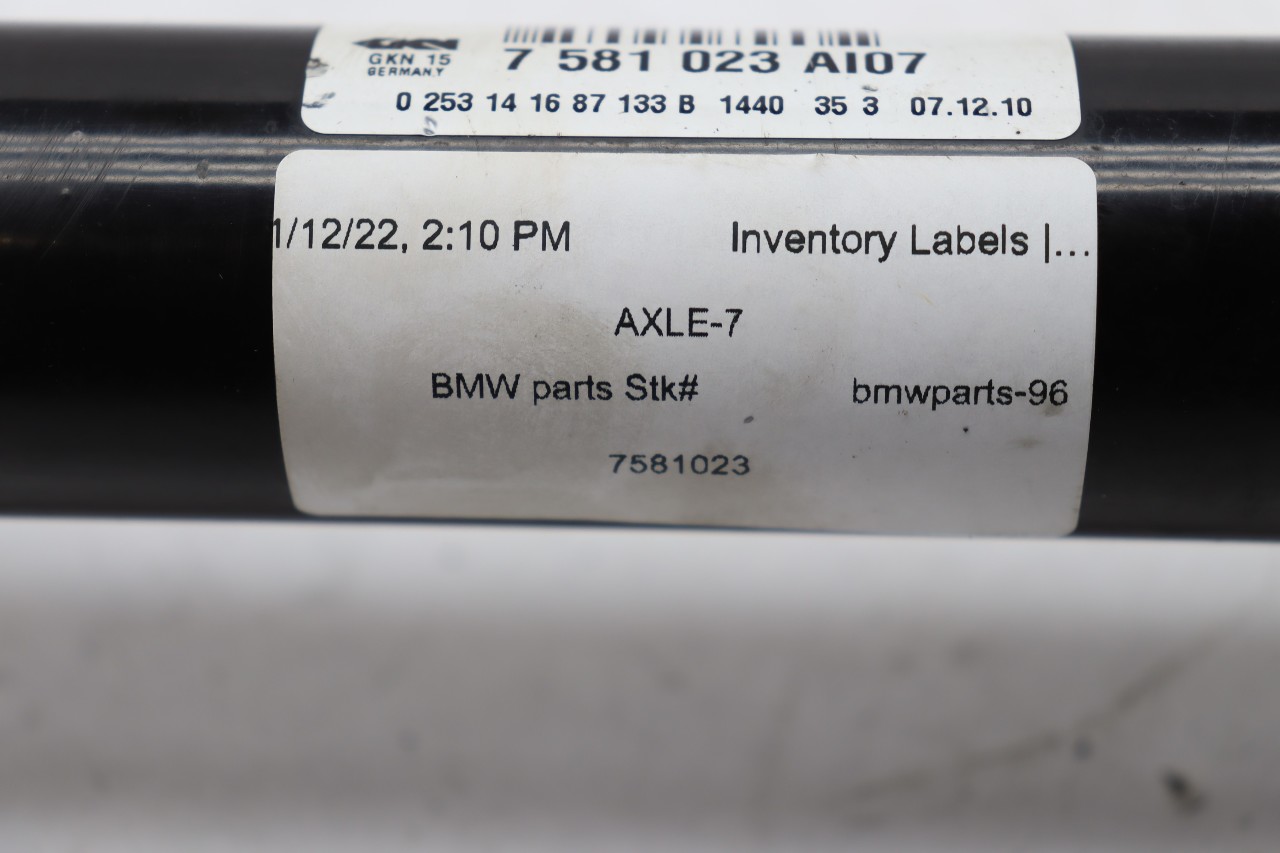 GKN
GKN 15
GERMANY
7 581 023 AI07
0 253 14 16 87 133 B 1440 35 3 07.12.10
1/12/22, 2:10 PM Inventory Labels |...
AXLE-7
BMW parts Stk# bmwparts-96
7581023